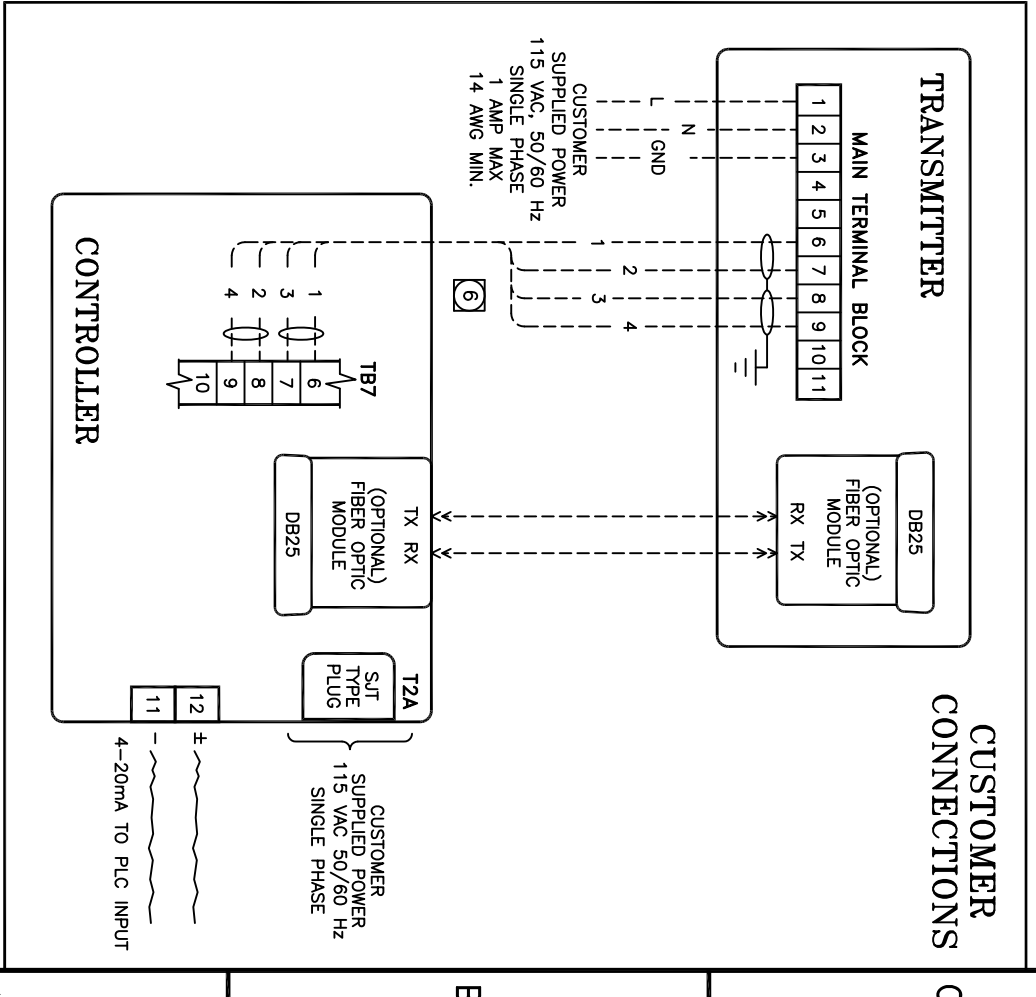 CUSTOMER
CONNECTIONS
TRANSMITTER
MAIN TERMINAL BLOCK
1 2 3 4 5 6 7 8 9 10 11
L
N
GND
CUSTOMER
SUPPLIED POWER
115 VAC, 50/60 Hz
SINGLE PHASE
1 AMP MAX
14 AWG MIN.
1
2
3
4
6
DB25
(OPTIONAL)
FIBER OPTIC
MODULE
RX TX
TX RX
(OPTIONAL)
FIBER OPTIC
MODULE
DB25
CONTROLLER
4 2 3 1
TB7
10 9 8 7 6
T2A
SJT
TYPE
PLUG
CUSTOMER
SUPPLIED POWER
115 VAC 50/60 Hz
SINGLE PHASE
12 ±
11 -
4-20mA TO PLC INPUT